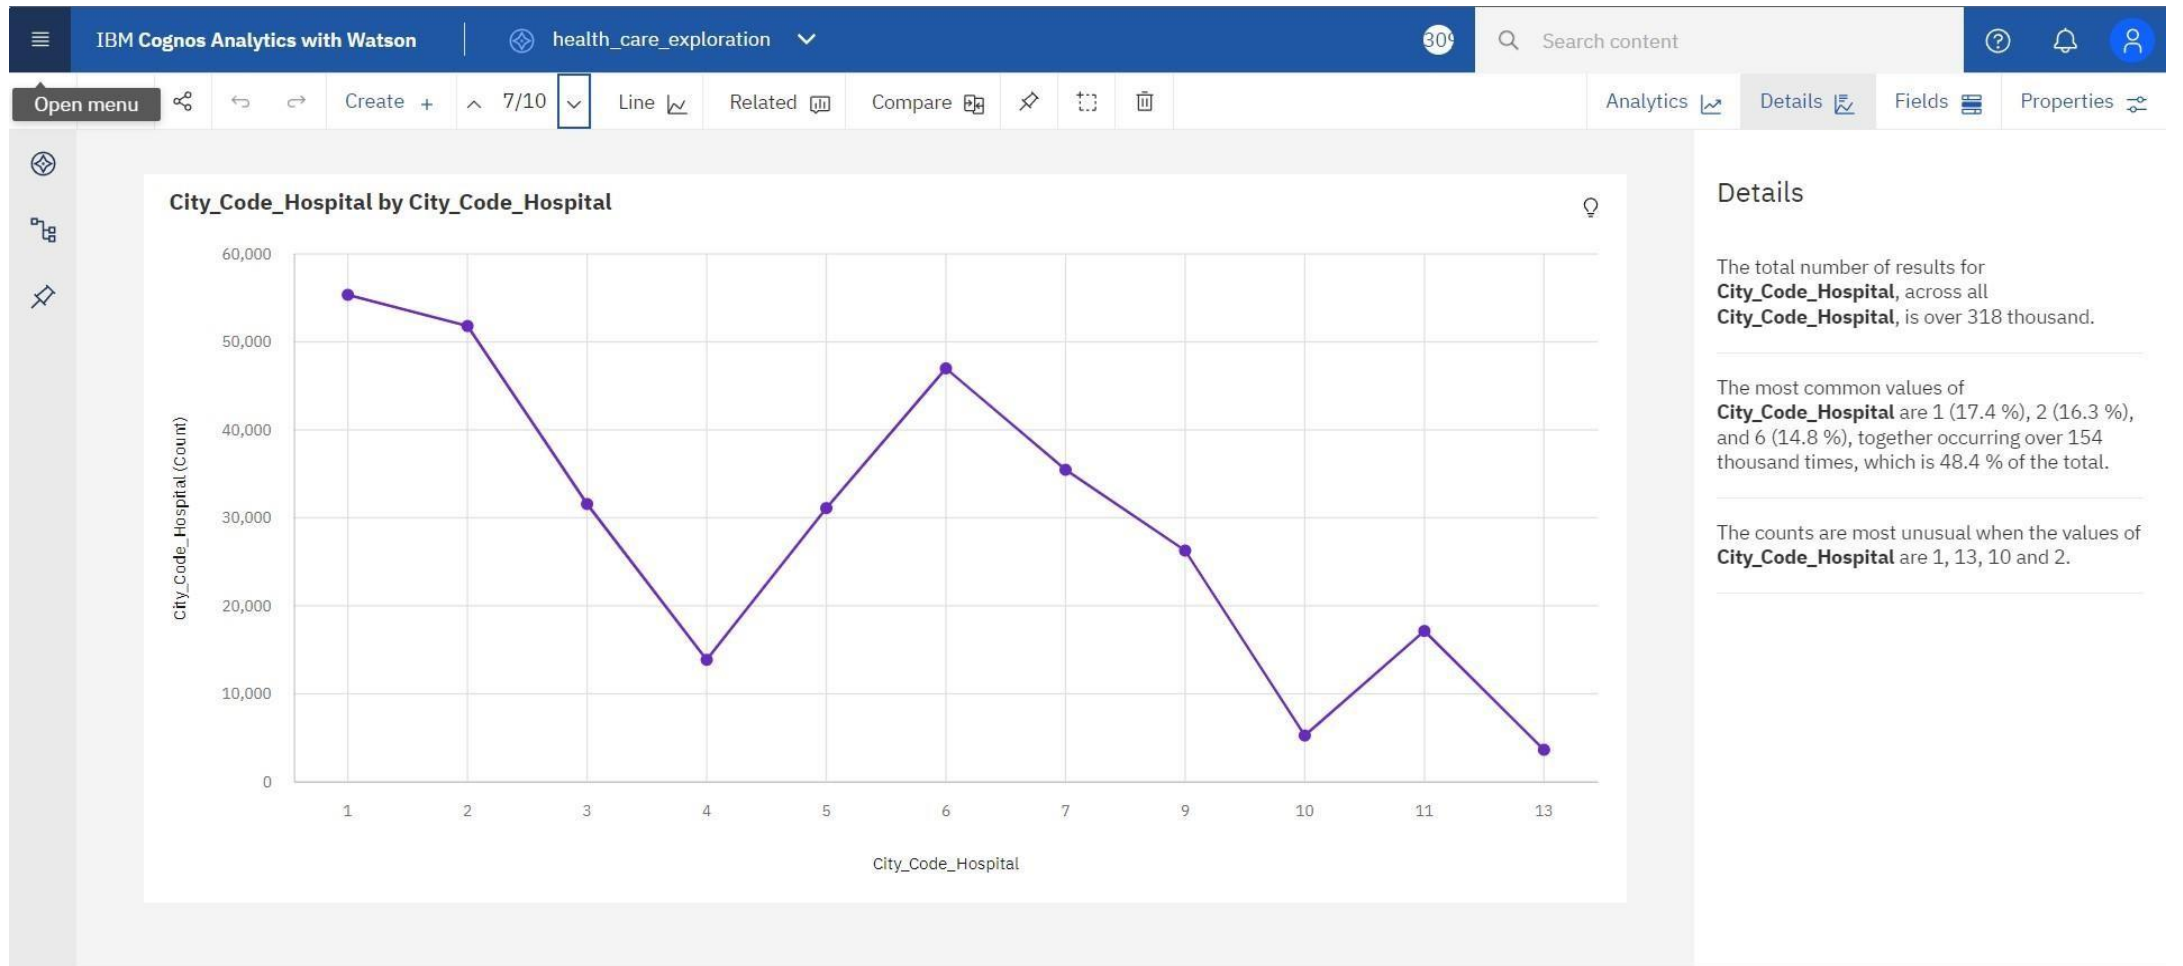 IBM Cognos Analytics with Watson
health_care_exploration
Search content
Open menu
Create +
7/10
Line
Related
Compare
Analytics
Details
Fields
Properties
City_Code_Hospital by City_Code_Hospital
60,000
50,000
40,000
30,000
20,000
10,000
0
City_Code_Hospital (Count)
1 2 3 4 5 6 7 9 10 11 13
City_Code_Hospital
Details
The total number of results for
City_Code_Hospital, across all
City_Code_Hospital, is over 318 thousand.
The most common values of
City_Code_Hospital are 1 (17.4 %), 2 (16.3 %),
and 6 (14.8 %), together occurring over 154
thousand times, which is 48.4 % of the total.
The counts are most unusual when the values of
City_Code_Hospital are 1, 13, 10 and 2.